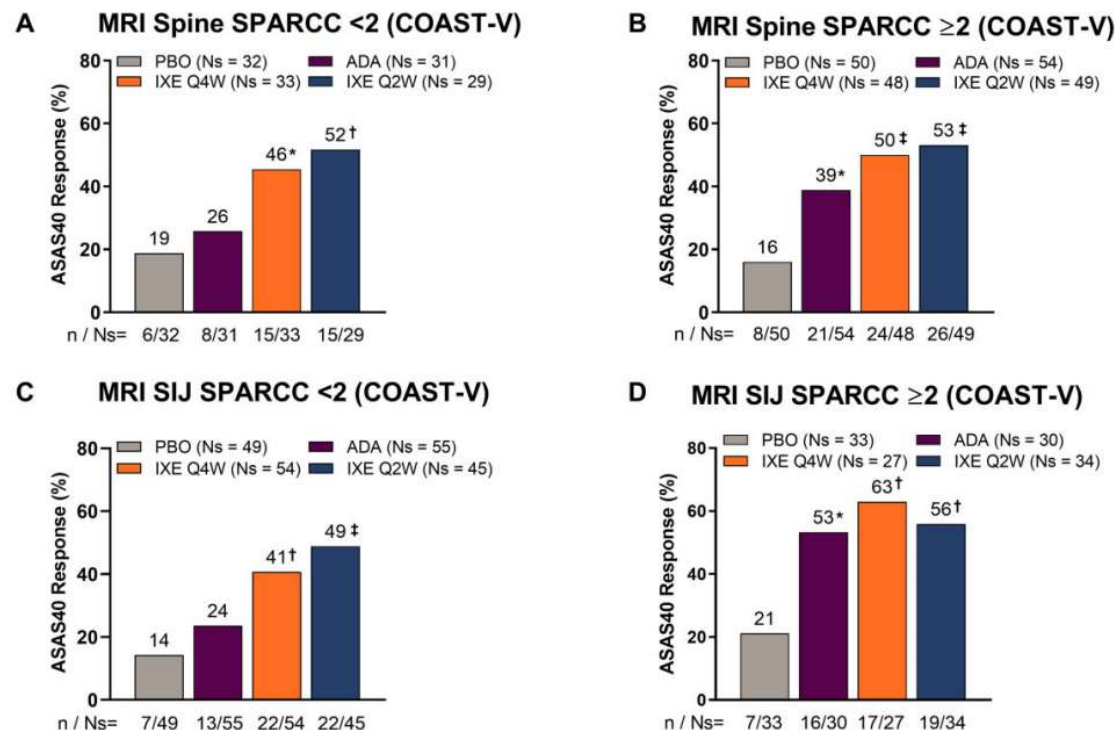 A MRI Spine SPARCC <2 (COAST-V)
PBO (Ns = 32) ADA (Ns = 31)
IXE Q4W (Ns = 33) IXE Q2W (Ns = 29)
ASAS40 Response (%)
80
60
40
20
0
19 26 46* 52†
n / Ns= 6/32 8/31 15/33 15/29
B MRI Spine SPARCC ≥2 (COAST-V)
PBO (Ns = 50) ADA (Ns = 54)
IXE Q4W (Ns = 48) IXE Q2W (Ns = 49)
ASAS40 Response (%)
80
60
40
20
0
16 39* 50‡ 53‡
n / Ns= 8/50 21/54 24/48 26/49
C MRI SIJ SPARCC <2 (COAST-V)
PBO (Ns = 49) ADA (Ns = 55)
IXE Q4W (Ns = 54) IXE Q2W (Ns = 45)
ASAS40 Response (%)
80
60
40
20
0
14 24 41† 49‡
n / Ns= 7/49 13/55 22/54 22/45
D MRI SIJ SPARCC ≥2 (COAST-V)
PBO (Ns = 33) ADA (Ns = 30)
IXE Q4W (Ns = 27) IXE Q2W (Ns = 34)
ASAS40 Response (%)
80
60
40
20
0
21 53* 63† 56†
n / Ns= 7/33 16/30 17/27 19/34